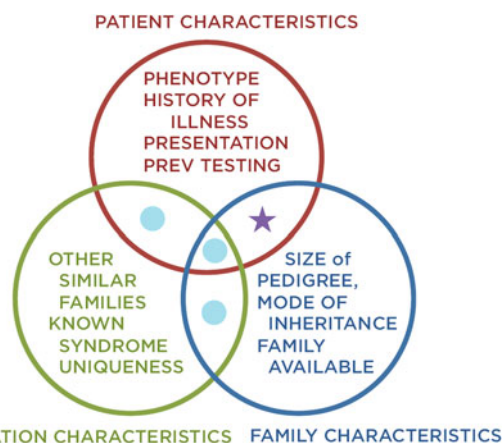 PATIENT CHARACTERISTICS
PHENOTYPE
HISTORY OF
ILLNESS
PRESENTATION
PREV TESTING
OTHER
SIMILAR
FAMILIES
KNOWN
SYNDROME
UNIQUENESS
SIZE of
PEDIGREE,
MODE OF
INHERITANCE
FAMILY
AVAILABLE
CHARACTERISTICS
FAMILY CHARACTERISTICS